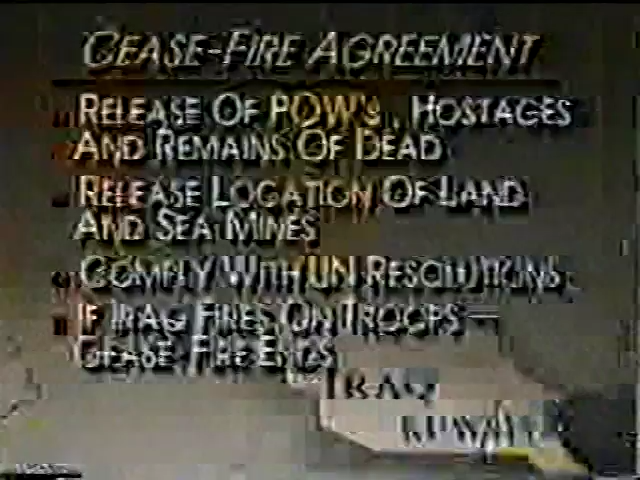 CEASE-FIRE AGREEMENT
RELEASE OF POW's, HOSTAGES
AND REMAINS OF DEAD
RELEASE LOCATION OF LAND
AND SEA MINES
COMPLY WITH UN RESOLUTIONS
IF IRAQ FIRES ON TROOPS —
CEASE-FIRE ENDS
IRAQ
KUWAIT